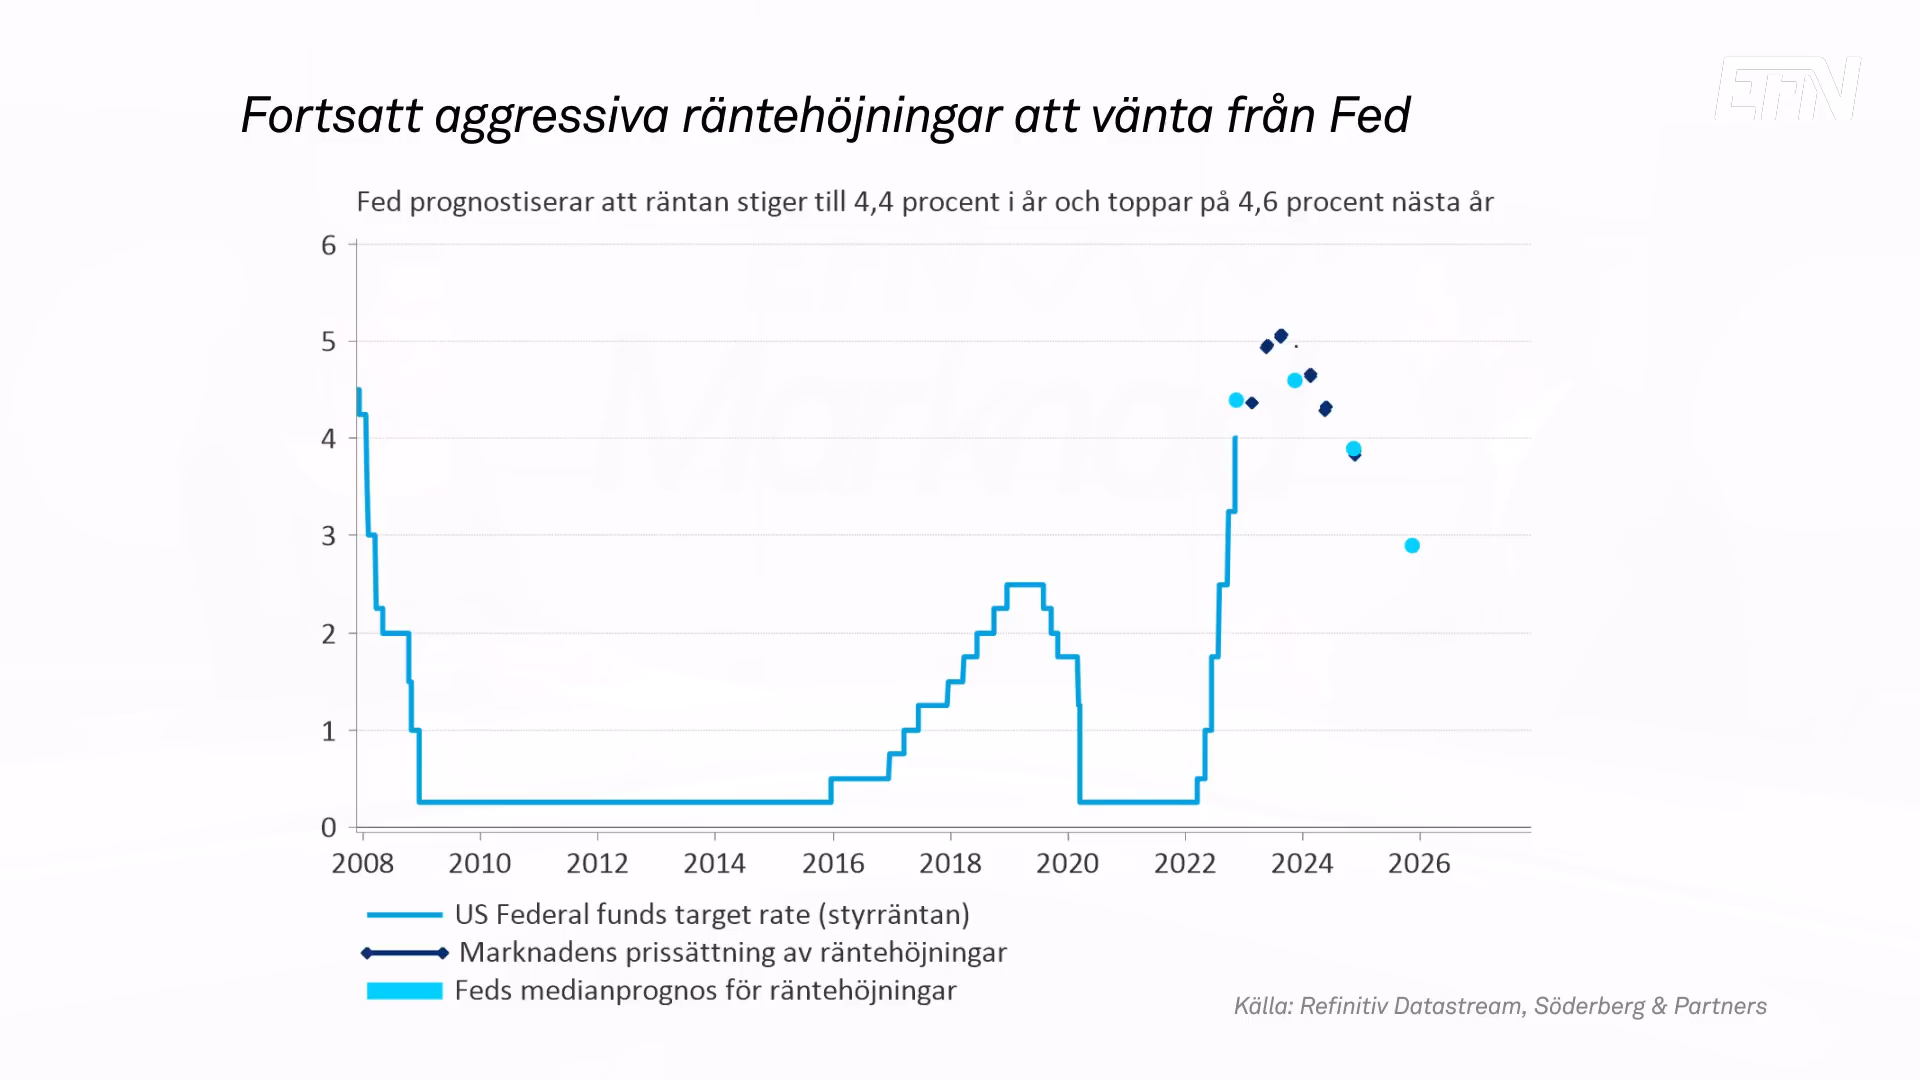 EFN
Fortsatt aggressiva räntehöjningar att vänta från Fed
Fed prognostiserar att räntan stiger till 4,4 procent i år och toppar på 4,6 procent nästa år
6
5
4
3
2
1
0
2008 2010 2012 2014 2016 2018 2020 2022 2024 2026
US Federal funds target rate (styrräntan)
Marknadens prissättning av räntehöjningar
Feds medianprognos för räntehöjningar
Källa: Refinitiv Datastream, Söderberg & Partners
Marknad